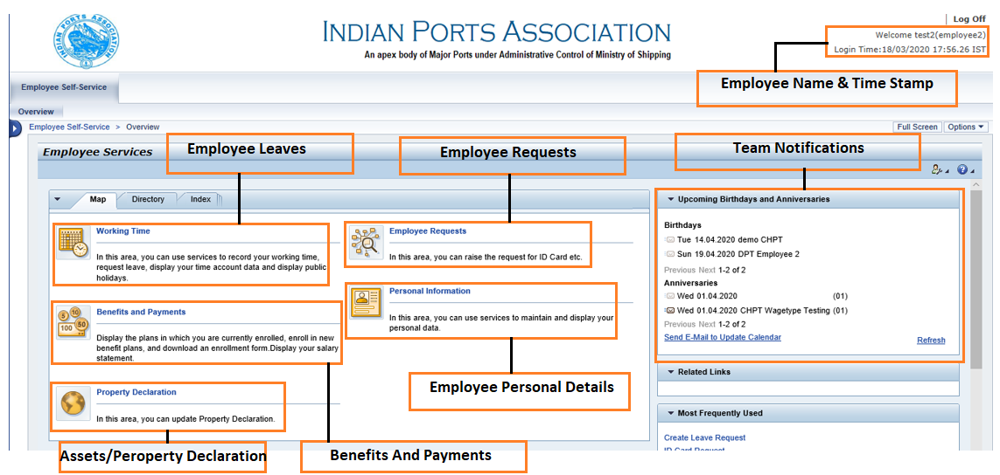 INDIAN PORTS ASSOCIATION
INDIAN PORTS ASSOCIATION
An apex body of Major Ports under Administrative Control of Ministry of Shipping
Log Off
Welcome test2(employee2)
Login Time:18/03/2020 17:56.26 IST
Employee Name & Time Stamp
Employee Self-Service
Overview
Employee Self-Service > Overview
Full Screen
Options
Employee Services
Employee Leaves
Employee Requests
Team Notifications
Map
Directory
Index
Working Time
In this area, you can use services to record your working time,
request leave, display your time account data and display public
holidays.
Employee Requests
In this area, you can raise the request for ID Card etc.
Benefits and Payments
5 10
100 50
Display the plans in which you are currently enrolled, enroll in new
benefit plans, and download an enrollment form.Display your salary
statement.
Personal Information
In this area, you can use services to maintain and display your
personal data.
Employee Personal Details
Property Declaration
In this area, you can update Property Declaration.
Assets/Peroperty Declaration
Benefits And Payments
Upcoming Birthdays and Anniversaries
Birthdays
Tue 14.04.2020 demo CHPT
Sun 19.04.2020 DPT Employee 2
Previous Next 1-2 of 2
Anniversaries
Wed 01.04.2020 (01)
Wed 01.04.2020 CHPT Wagetype Testing (01)
Previous Next 1-2 of 2
Send E-Mail to Update Calendar
Refresh
Related Links
Most Frequently Used
Create Leave Request
ID Card Request